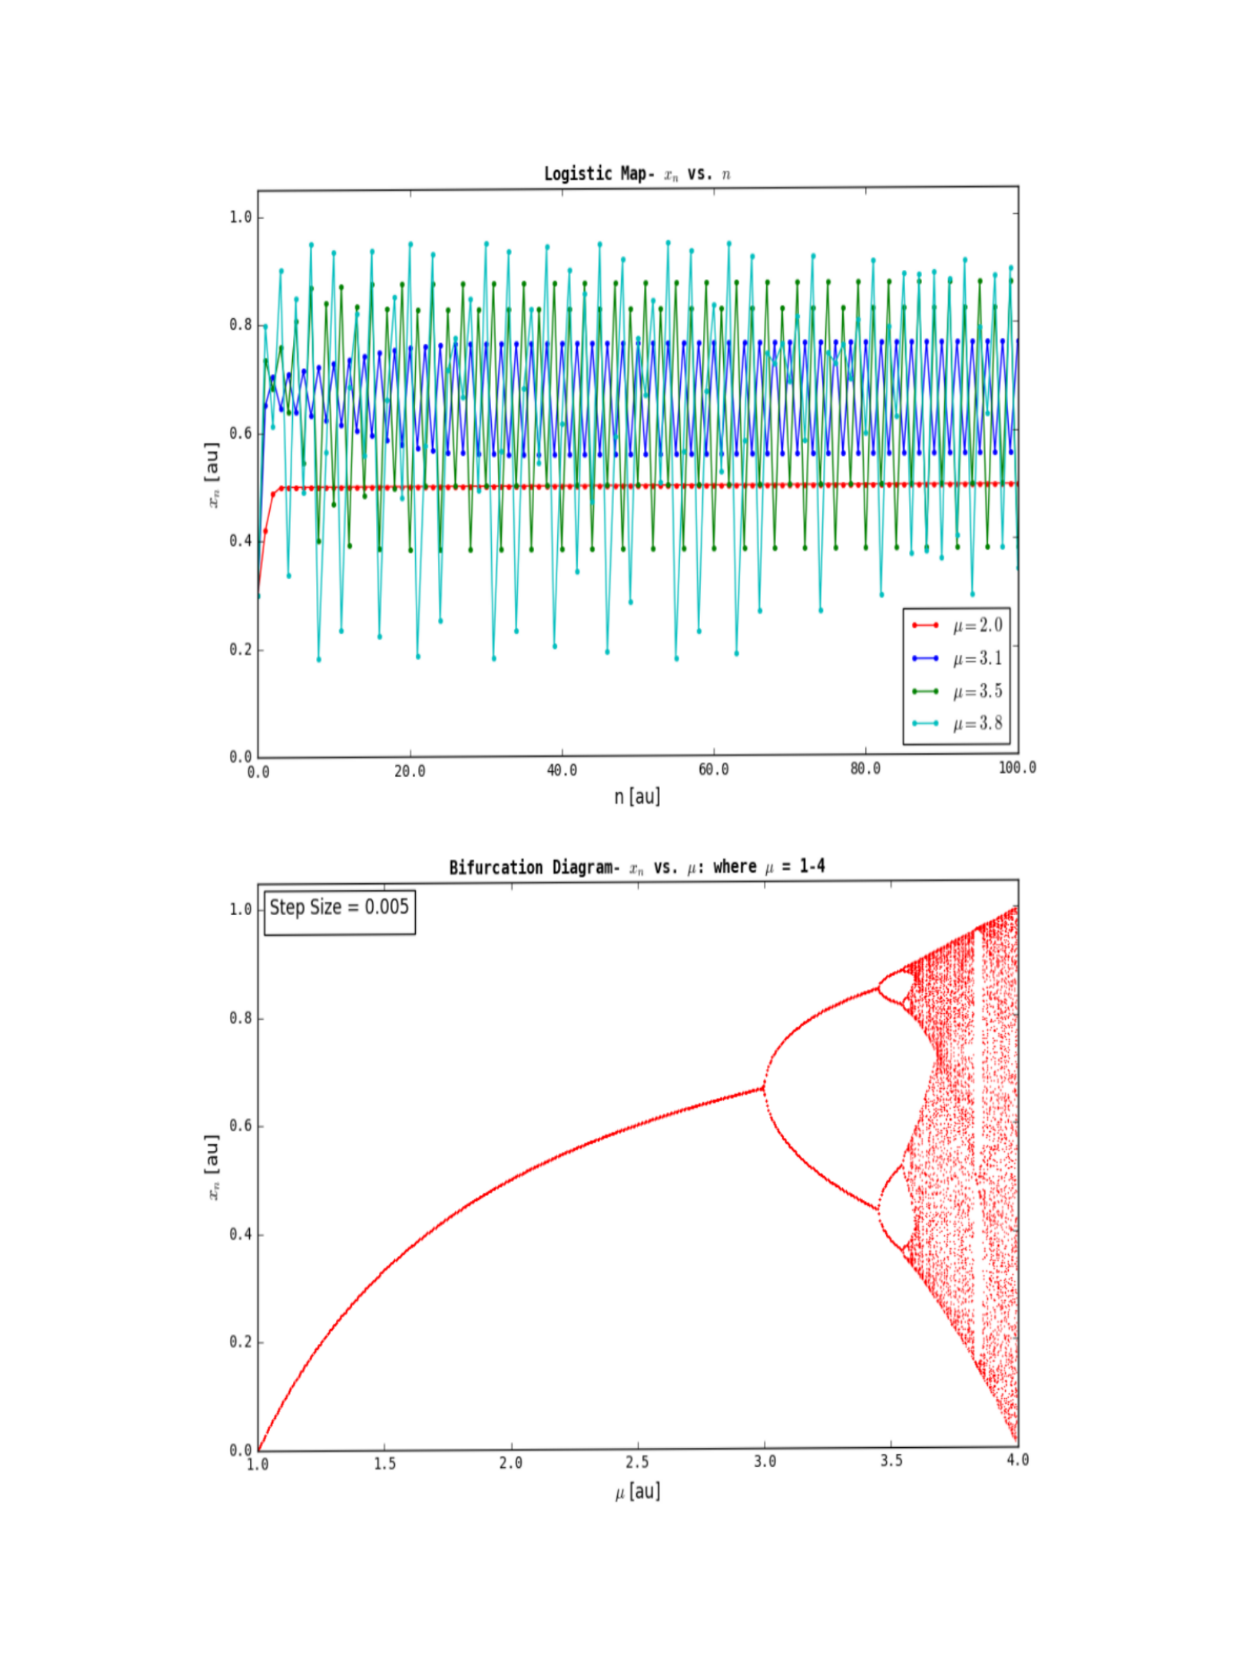 Logistic Map- xₙ vs. n
1.0
0.8
0.6
0.4
0.2
0.0
xₙ [au]
μ=2.0
μ=3.1
μ=3.5
μ=3.8
0.0 20.0 40.0 60.0 80.0 100.0
n [au]
Bifurcation Diagram- xₙ vs. μ: where μ = 1-4
Step Size = 0.005
1.0
0.8
0.6
0.4
0.2
0.0
xₙ [au]
1.0 1.5 2.0 2.5 3.0 3.5 4.0
μ [au]